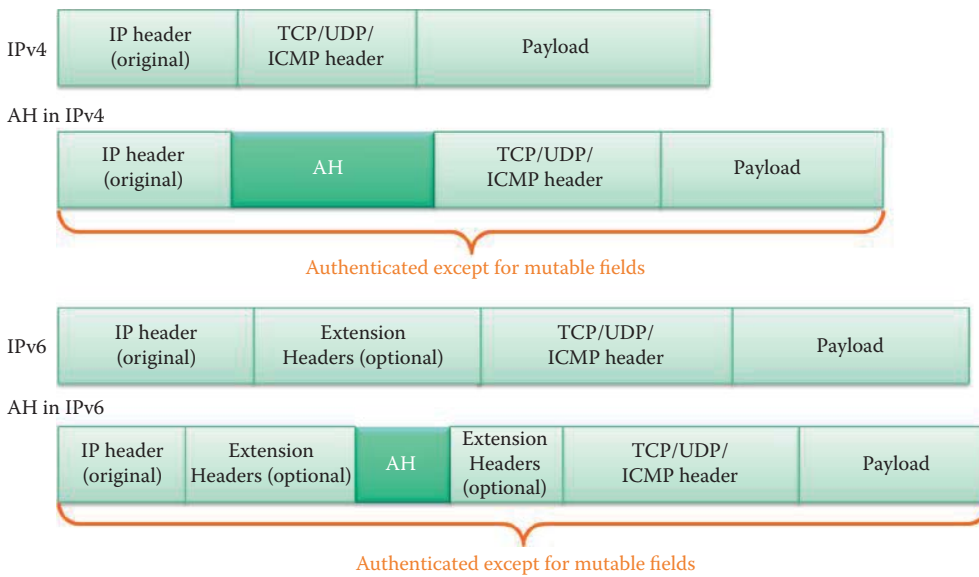 IPv4
IP header
(original)
TCP/UDP/
ICMP header
Payload
AH in IPv4
IP header
(original)
AH
TCP/UDP/
ICMP header
Payload
Authenticated except for mutable fields
IPv6
IP header
(original)
Extension
Headers (optional)
TCP/UDP/
ICMP header
Payload
AH in IPv6
IP header
(original)
Extension
Headers (optional)
AH
Extension
Headers
(optional)
TCP/UDP/
ICMP header
Payload
Authenticated except for mutable fields